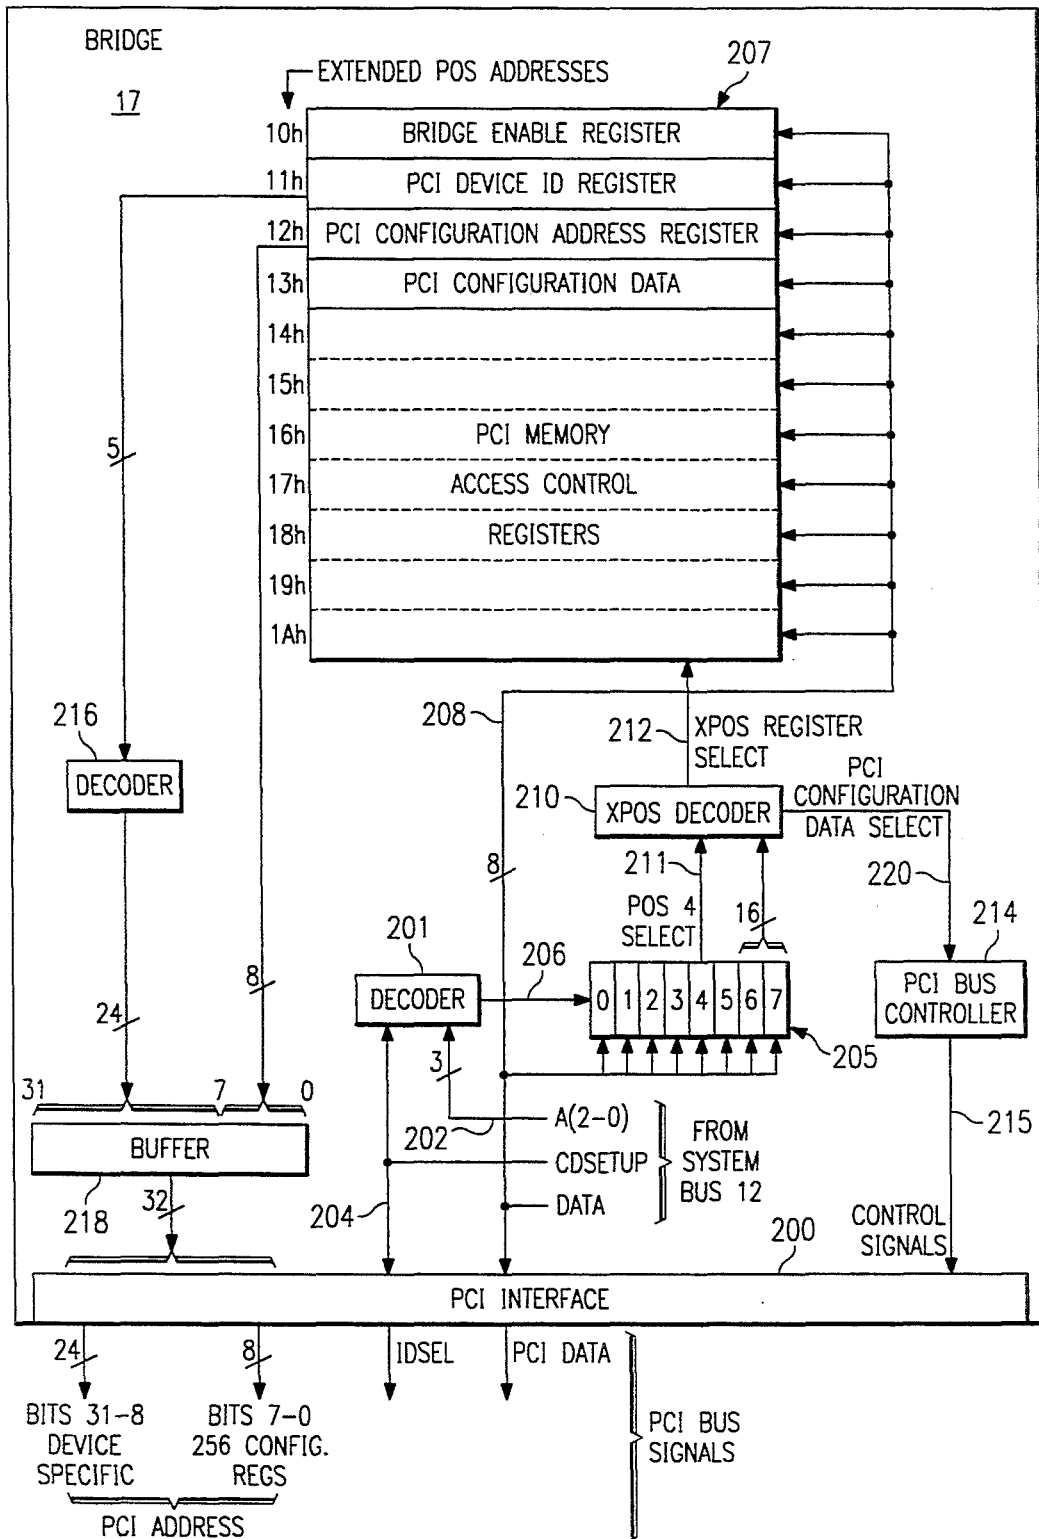 BRIDGE
17
EXTENDED POS ADDRESSES
207
10h BRIDGE ENABLE REGISTER
11h PCI DEVICE ID REGISTER
12h PCI CONFIGURATION ADDRESS REGISTER
13h PCI CONFIGURATION DATA
14h
15h
16h PCI MEMORY
17h ACCESS CONTROL
18h REGISTERS
19h
1Ah
5
216
DECODER
208
212
XPOS REGISTER
SELECT
210
XPOS DECODER
PCI
CONFIGURATION
DATA SELECT
8
211
220
POS 4
SELECT
16
201
206
214
DECODER
0 1 2 3 4 5 6 7
PCI BUS
CONTROLLER
205
24
8
3
31 7 0
BUFFER
218
32
202
A(2-0)
CDSETUP
DATA
FROM
SYSTEM
BUS 12
204
215
CONTROL
SIGNALS
200
PCI INTERFACE
24
8
IDSEL
PCI DATA
BITS 31-8
DEVICE
SPECIFIC
BITS 7-0
256 CONFIG.
REGS
PCI ADDRESS
PCI BUS
SIGNALS